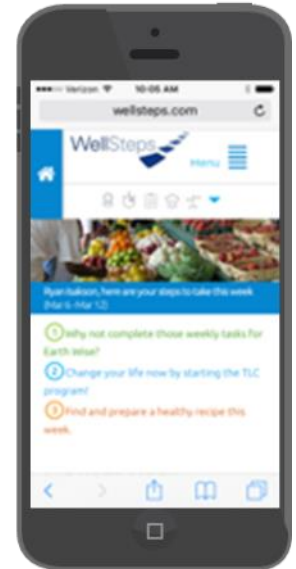 Verizon 10:05 AM
wellsteps.com
WellSteps
Menu
Ryan bakson, here are your steps to take this week
(Mar 6 -Mar 12)
1 Why not complete those weekly tasks for
Earth Wise?
2 Change your life now by starting the TLC
program!
3 Find and prepare a healthy recipe this
week.